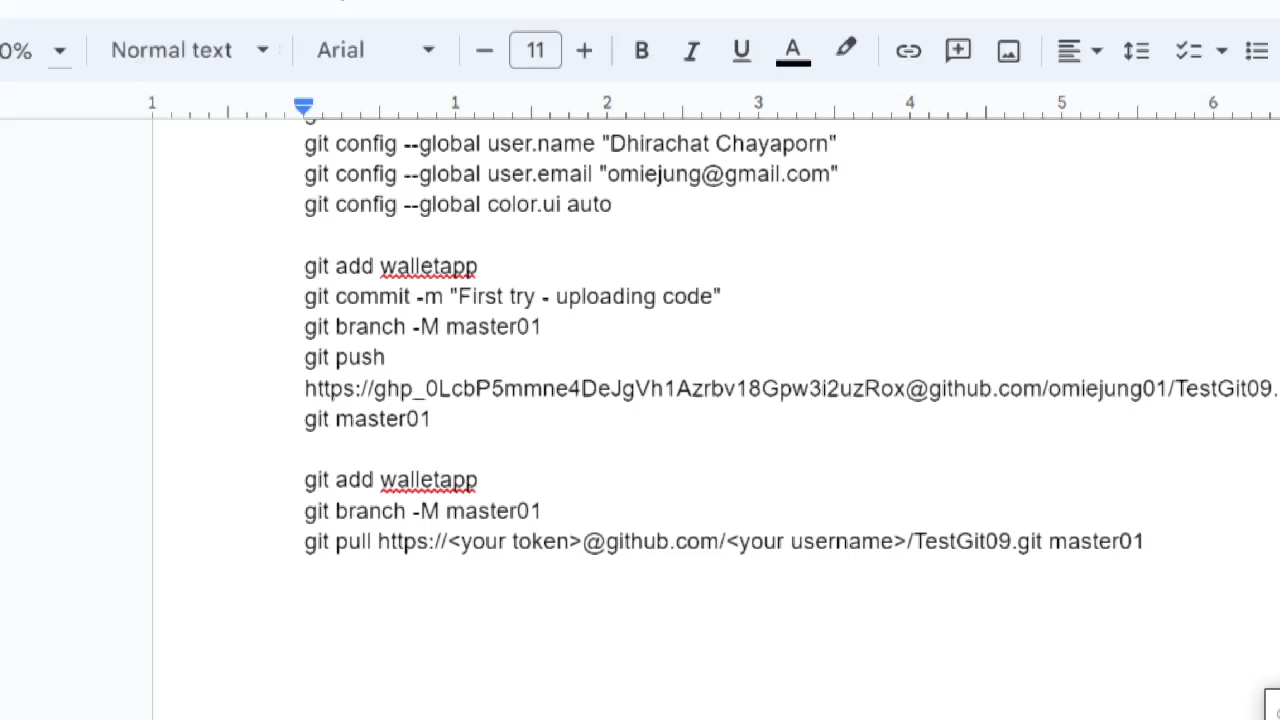 0% Normal text Arial 11 B I U A
1 1 2 3 4 5 6
git config --global user.name "Dhirachat Chayaporn"
git config --global user.email "omiejung@gmail.com"
git config --global color.ui auto
git add walletapp
git commit -m "First try - uploading code"
git branch -M master01
git push
https://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@github.com/omiejung01/TestGit09.
git master01
git add walletapp
git branch -M master01
git pull https://<your token>@github.com/<your username>/TestGit09.git master01